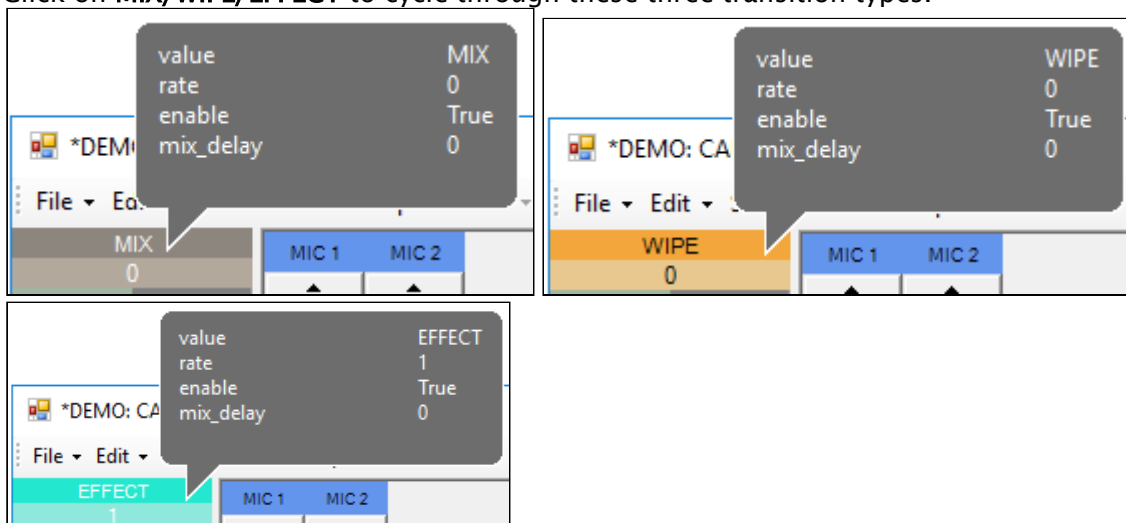 Click on MIX/WIPE/EFFECT to cycle through these three transition types.
value MIX
rate 0
enable True
mix_delay 0
*DEM
File
MIX
0
MIC 1 MIC 2
value WIPE
rate 0
enable True
mix_delay 0
*DEMO: CA
File Edit
WIPE
0
MIC 1 MIC 2
value EFFECT
rate 1
enable True
mix_delay 0
*DEMO: CA
File Edit
EFFECT
1
MIC 1 MIC 2